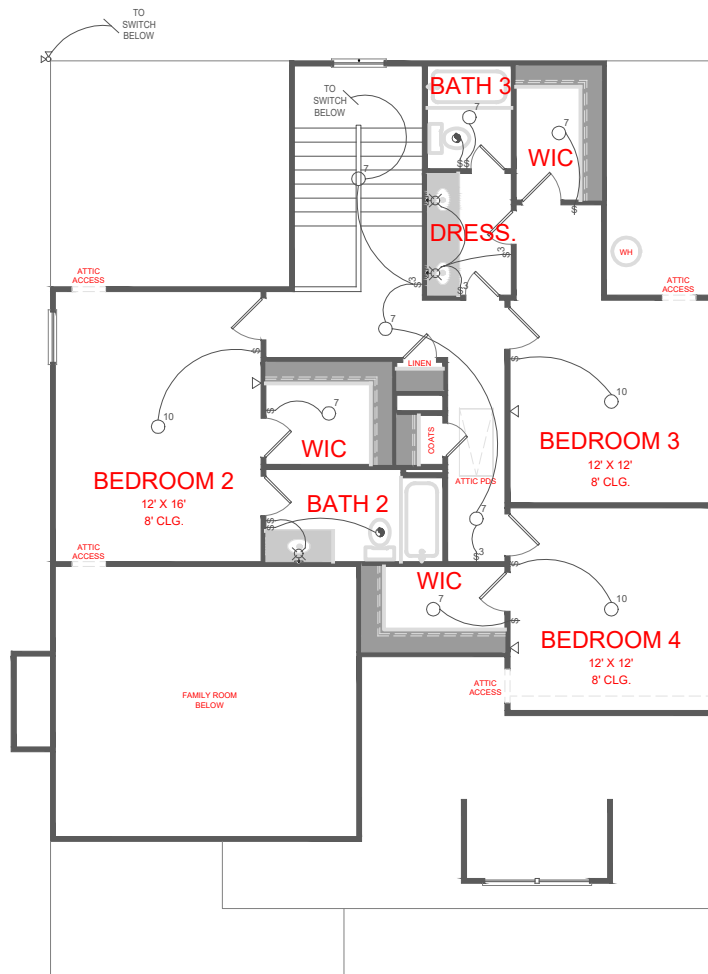 TO
SWITCH
BELOW
TO
SWITCH
BELOW
BATH 3
7
7
WIC
$$
7
DRESS.
$
$3
WH
ATTIC
ACCESS
$3
$3
ATTIC
ACCESS
7
$
LINEN
$
10
7
10
$
COATS
BEDROOM 3
12' X 12'
8' CLG.
WIC
BEDROOM 2
12' X 16'
8' CLG.
ATTIC PDS
BATH 2
7
$
$
ATTIC
ACCESS
$3
$
WIC
7
10
$
BEDROOM 4
12' X 12'
8' CLG.
ATTIC
ACCESS
FAMILY ROOM
BELOW